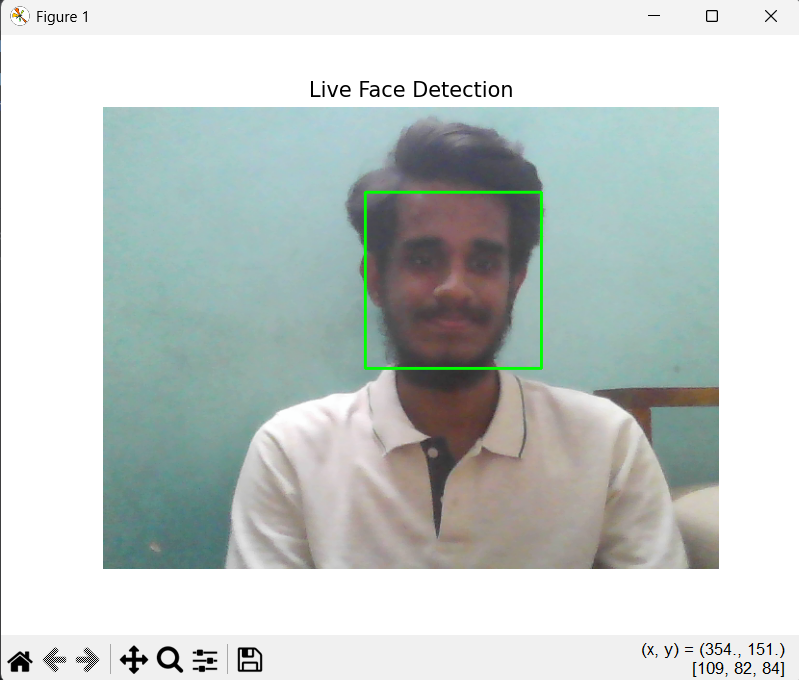 Figure 1
Live Face Detection
(x, y) = (354., 151.)
[109, 82, 84]